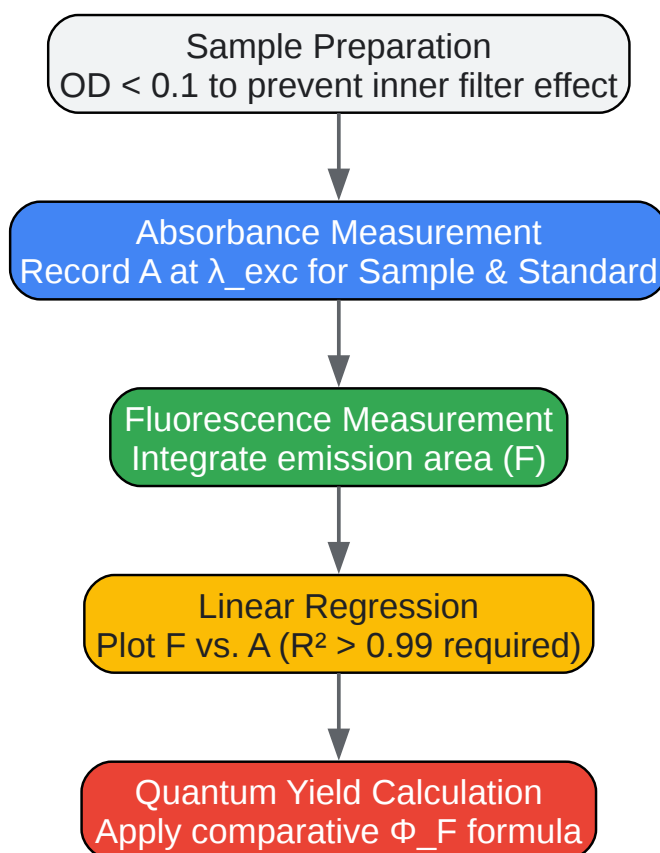 Sample Preparation
OD < 0.1 to prevent inner filter effect
Absorbance Measurement
Record A at λ_exc for Sample & Standard
Fluorescence Measurement
Integrate emission area (F)
Linear Regression
Plot F vs. A (R² > 0.99 required)
Quantum Yield Calculation
Apply comparative Φ_F formula